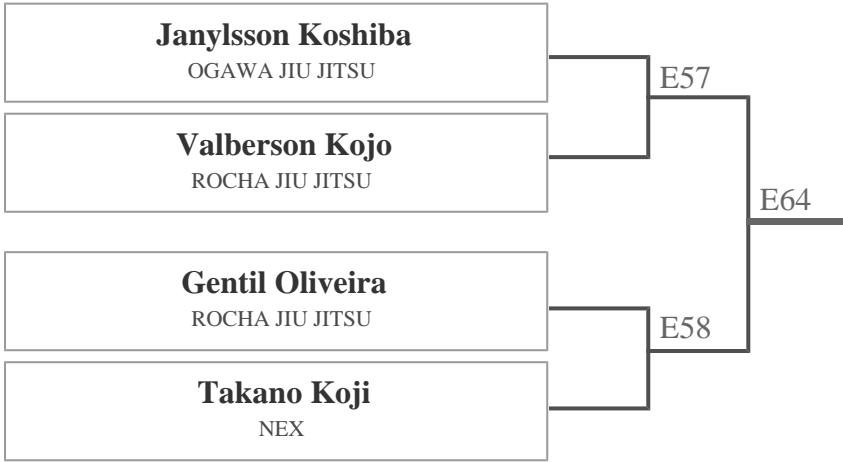 Janylsson Koshiba
OGAWA JIU JITSU
E57
Valberson Kojo
ROCHA JIU JITSU
E64
Gentil Oliveira
ROCHA JIU JITSU
E58
Takano Koji
NEX